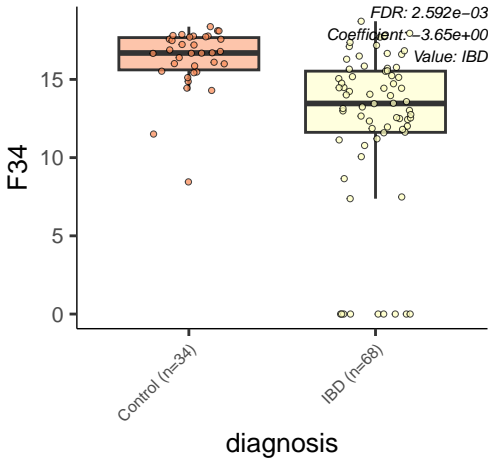 FDR: 2.592e−03
Coefficient: −3.65e+00
Value: IBD
F34
15
10
5
0
Control (n=34)
IBD (n=68)
diagnosis